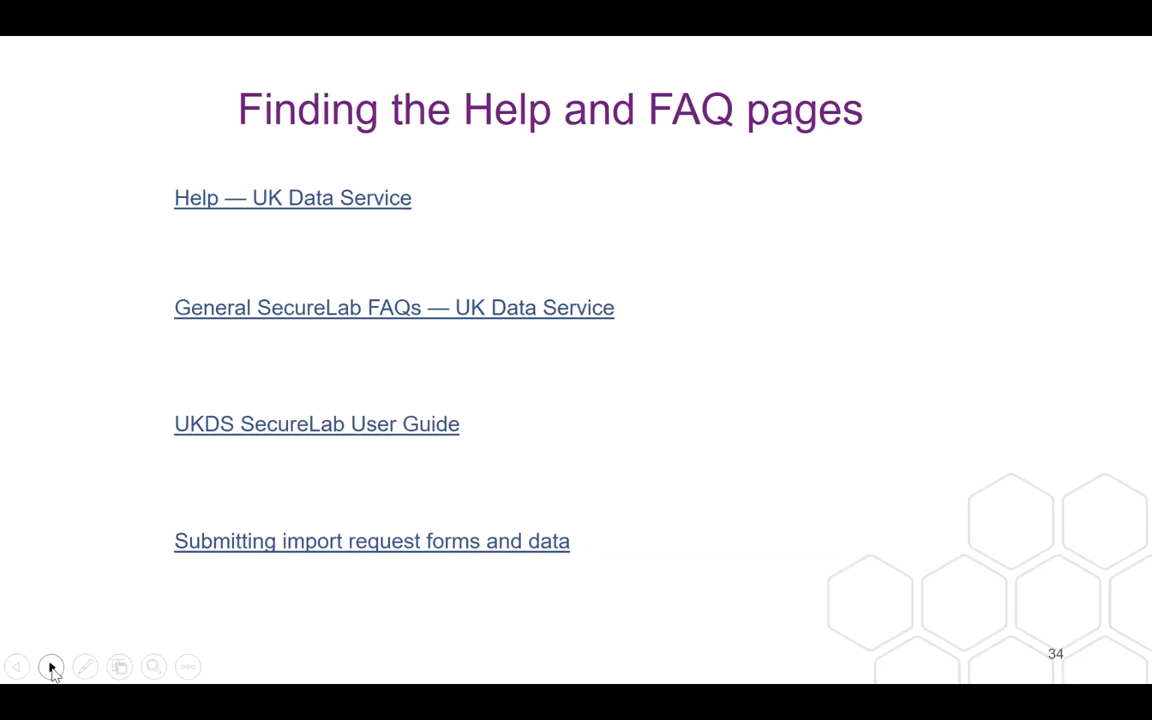 Finding the Help and FAQ pages
Help — UK Data Service
General SecureLab FAQs — UK Data Service
UKDS SecureLab User Guide
Submitting import request forms and data
34